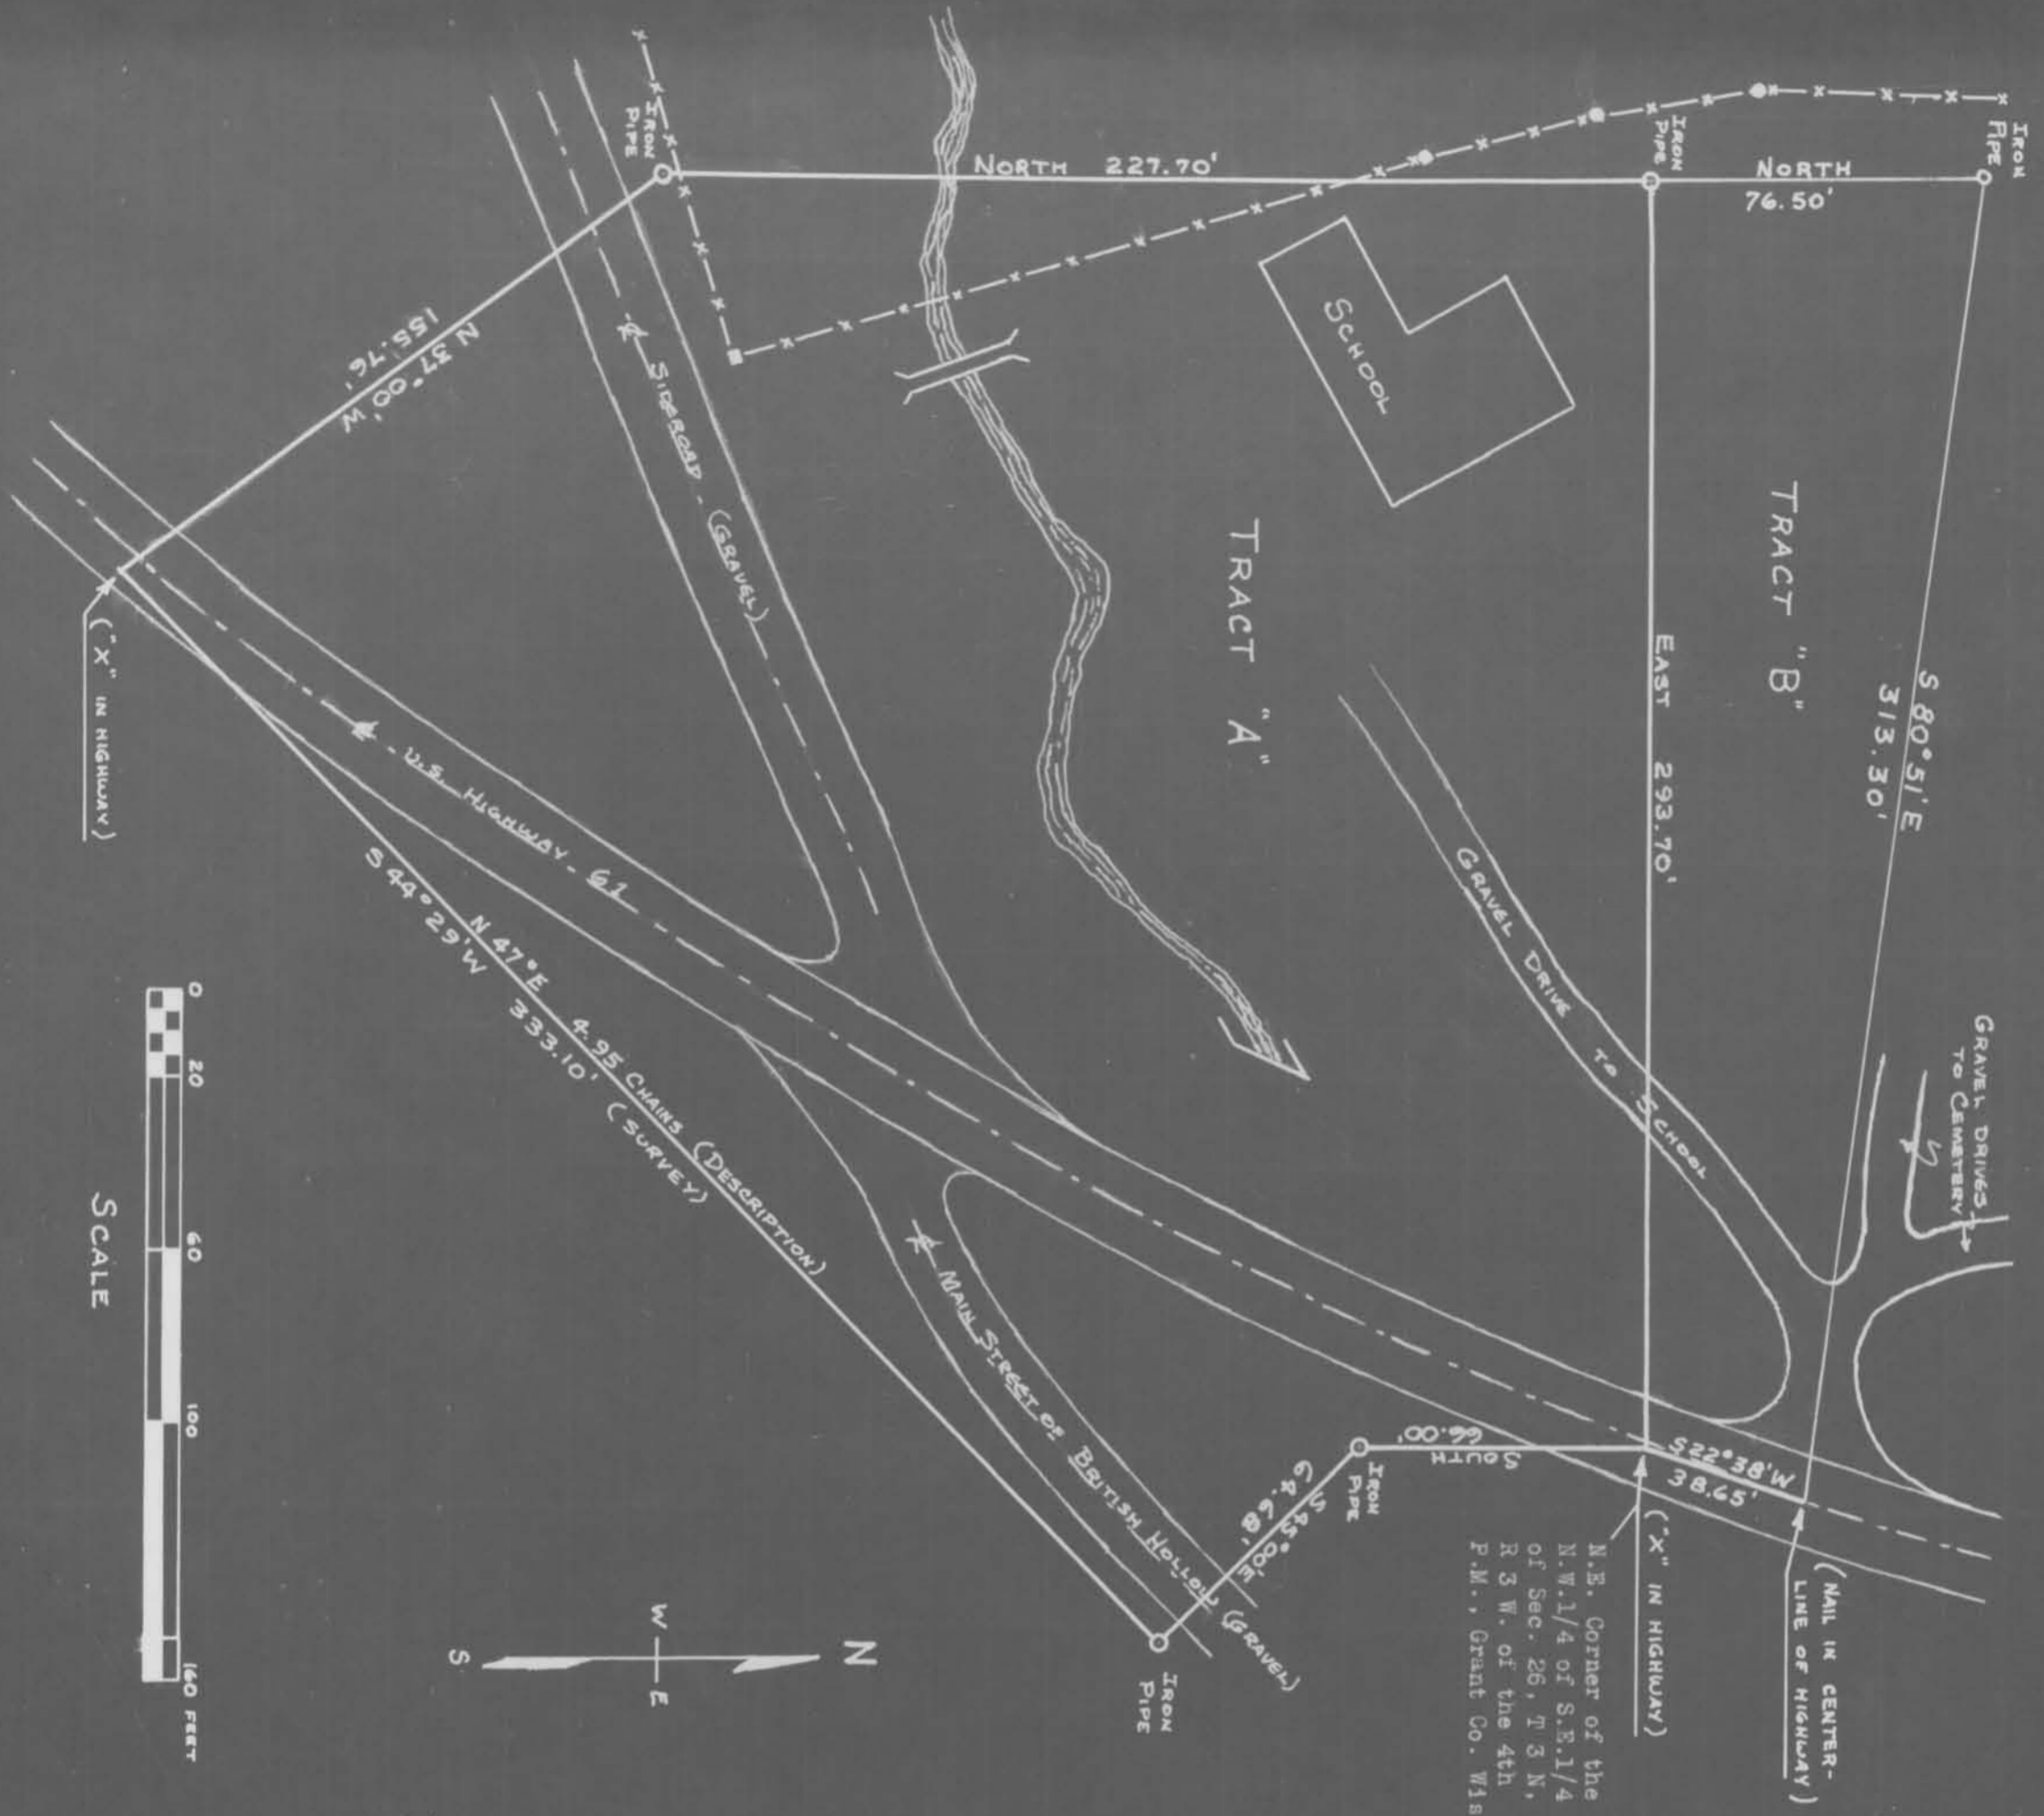 IRON
PIPE
NORTH
76.50'
S 80° 51' E
313.30'
GRAVEL DRIVES
TO CEMETERY
(NAIL IN CENTER-
LINE OF HIGHWAY)
TRACT "B"
IRON
PIPE
EAST 293.70'
S22°38'W
38.65'
("X" IN HIGHWAY)
N.E. Corner of the
N.W.1/4 of S.E.1/4
of Sec. 26, T 3 N,
R 3 W. of the 4th
P.M., Grant Co. Wis
NORTH 227.70'
SCHOOL
GRAVEL DRIVE TO SCHOOL
TRACT "A"
SOUTH
66.00'
IRON
PIPE
S 45°00' E
64.68'
IRON
PIPE
IRON
PIPE
SIDEROAD - (GRAVEL)
MAIN STREET OF BRITISH HOLLOW (GRAVEL)
N 37°00' W
155.76'
U.S. HIGHWAY - 61
N 47° E 4.95 CHAINS (DESCRIPTION)
S 44° 29' W 333.10' (SURVEY)
("X" IN HIGHWAY)
N
W E
S
0 20 60 100 160 FEET
SCALE